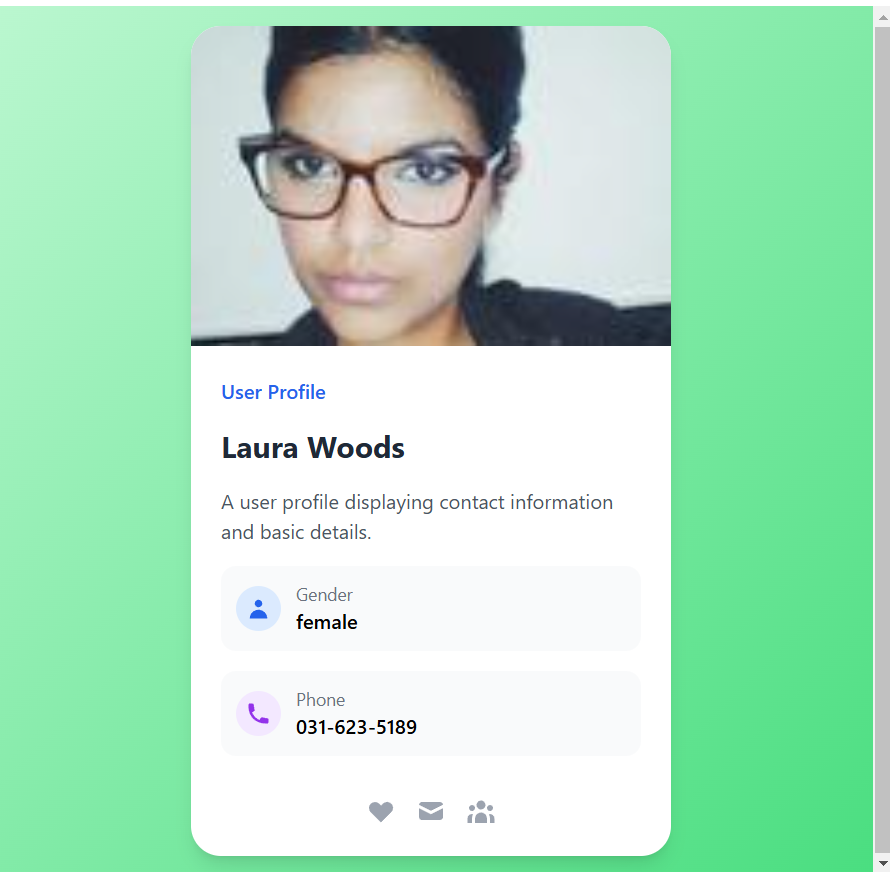 User Profile
Laura Woods
A user profile displaying contact information
and basic details.
Gender
female
Phone
031-623-5189